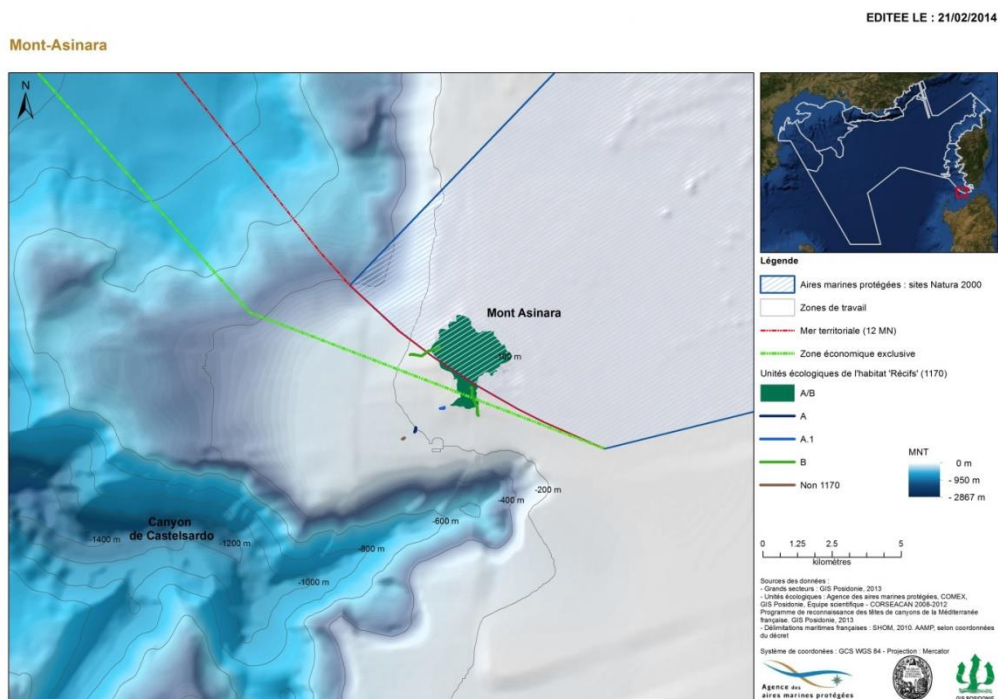 EDITEE LE : 21/02/2014
Mont-Asinara
N
Mont Asinara
Canyon
de Castelsardo
-1400 m
-1200 m
-1000 m
-800 m
-600 m
-400 m
-200 m
Légende
Aires marines protégées : sites Natura 2000
Zones de travail
Mer territoriale (12 MN)
Zone économique exclusive
Unités écologiques de l'habitat 'Récifs' (1170)
A/B
A
A.1
B
Non 1170
MNT
0 m
- 950 m
- 2867 m
0 1.25 2.5 5
kilomètres
Sources des données :
- Grands secteurs : GIS Posidonie, 2013
- Unités écologiques : Agence des aires marines protégées, COMEX,
GIS Posidonie, Equipe scientifique - CORSEACAN 2008-2012
Programme de reconnaissance des têtes de canyons de la Méditerranée
française. GIS Posidonie, 2013
- Délimitations maritimes françaises : SHOM, 2010. AAMP, selon coordonnées
du décret
Système de coordonnées : GCS WGS 84 - Projection : Mercator
Agence des
aires marines protégées
GIS POSIDONIE